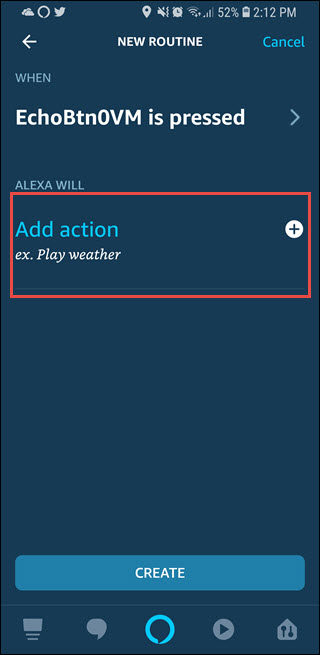 52% 2:12 PM
NEW ROUTINE Cancel
WHEN
EchoBtn0VM is pressed
ALEXA WILL
Add action
ex. Play weather
CREATE